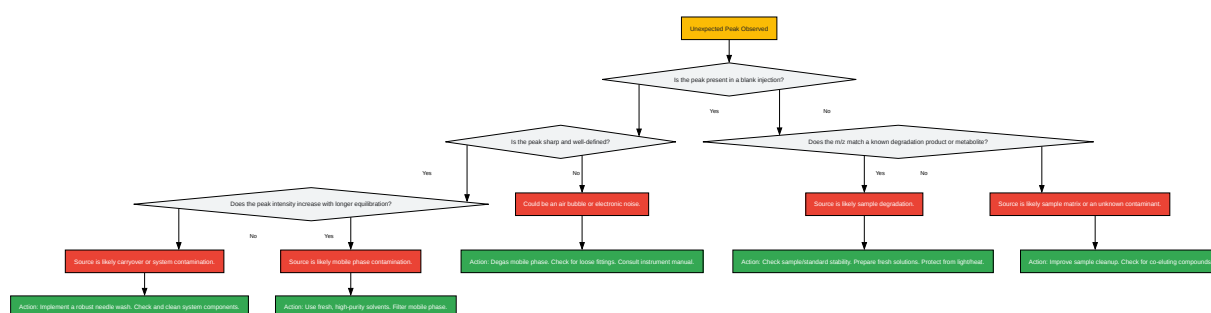 Unexpected Peak Observed
Is the peak present in a blank injection?
Yes
No
Is the peak sharp and well-defined?
Does the m/z match a known degradation product or metabolite?
Yes
No
Yes
No
Does the peak intensity increase with longer equilibration?
Could be an air bubble or electronic noise.
Source is likely sample degradation.
Source is likely sample matrix or an unknown contaminant.
No
Yes
Source is likely carryover or system contamination.
Source is likely mobile phase contamination.
Action: Degas mobile phase. Check for loose fittings. Consult instrument manual.
Action: Check sample/standard stability. Prepare fresh solutions. Protect from light/heat.
Action: Improve sample cleanup. Check for co-eluting compounds
Action: Implement a robust needle wash. Check and clean system components.
Action: Use fresh, high-purity solvents. Filter mobile phase.